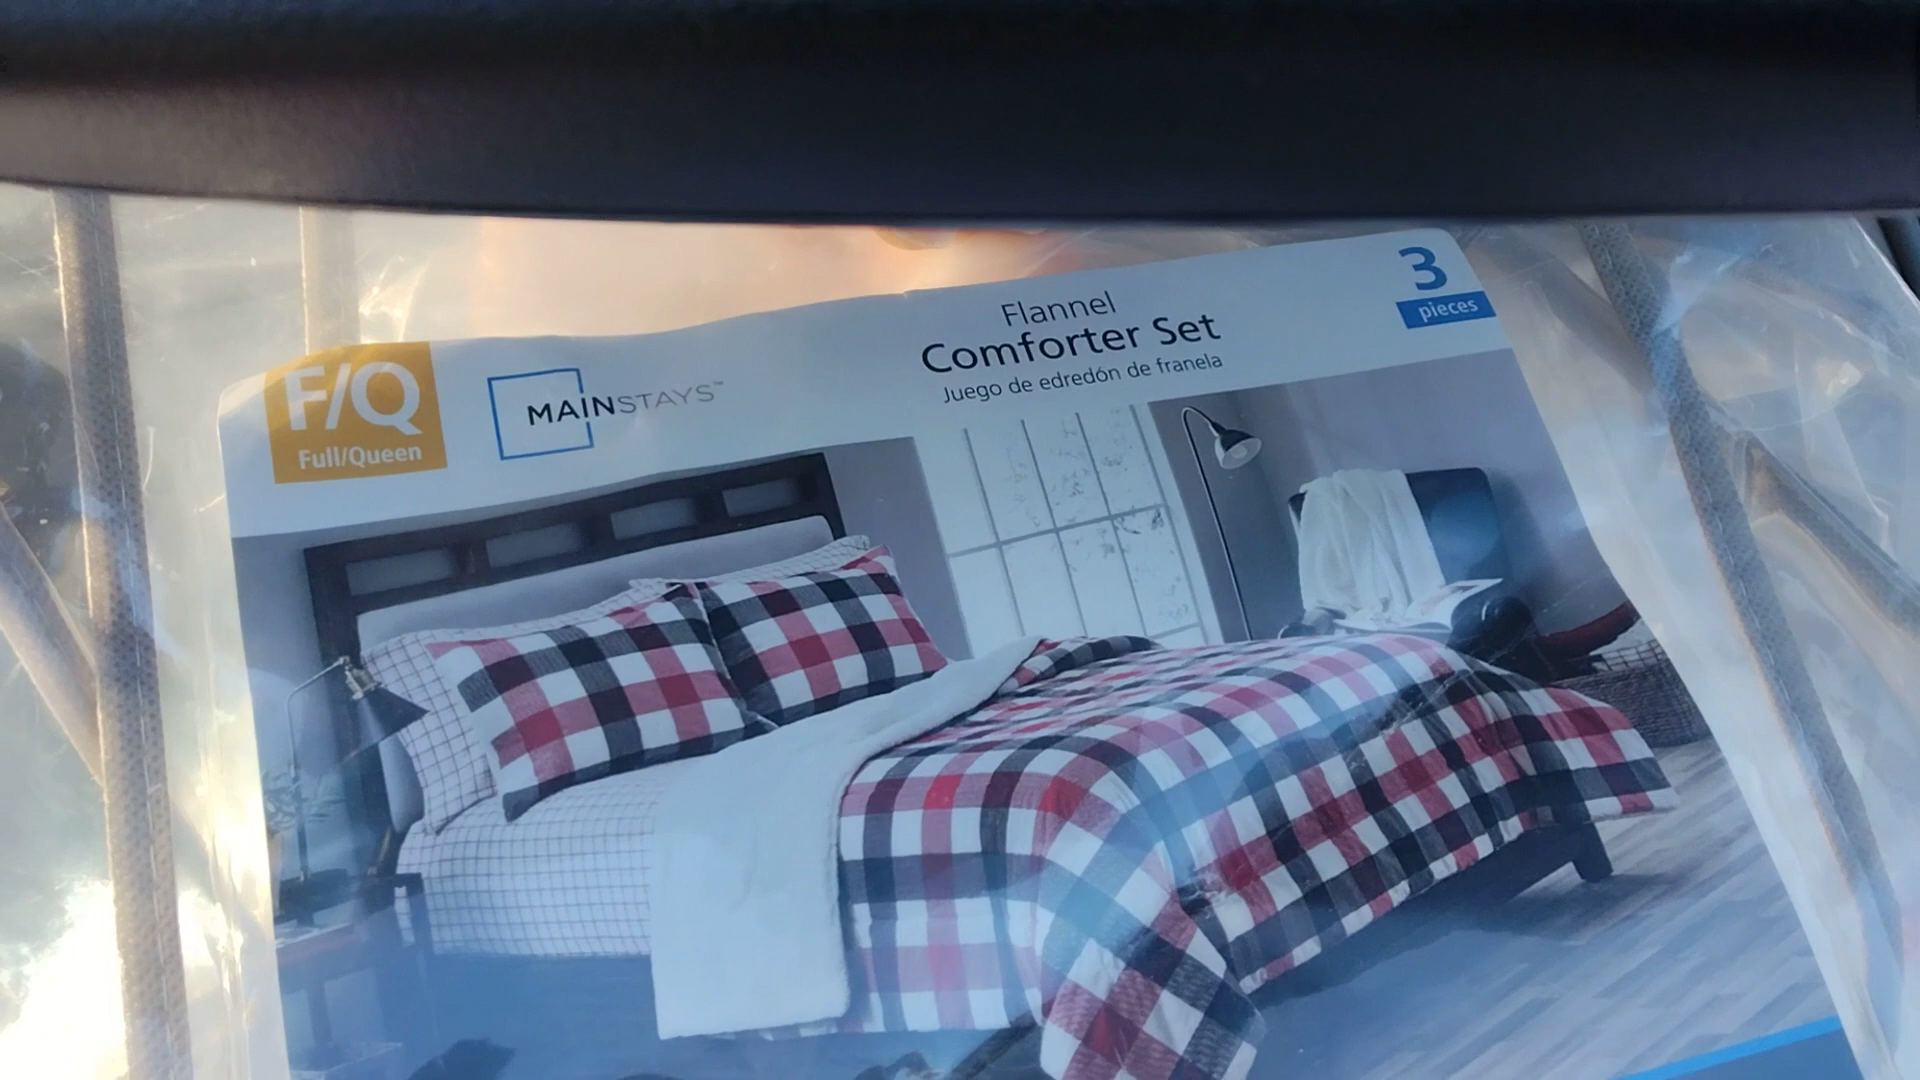 F/Q
Full/Queen
MAINSTAYS™
Flannel
Comforter Set
Juego de edredón de franela
3
pieces